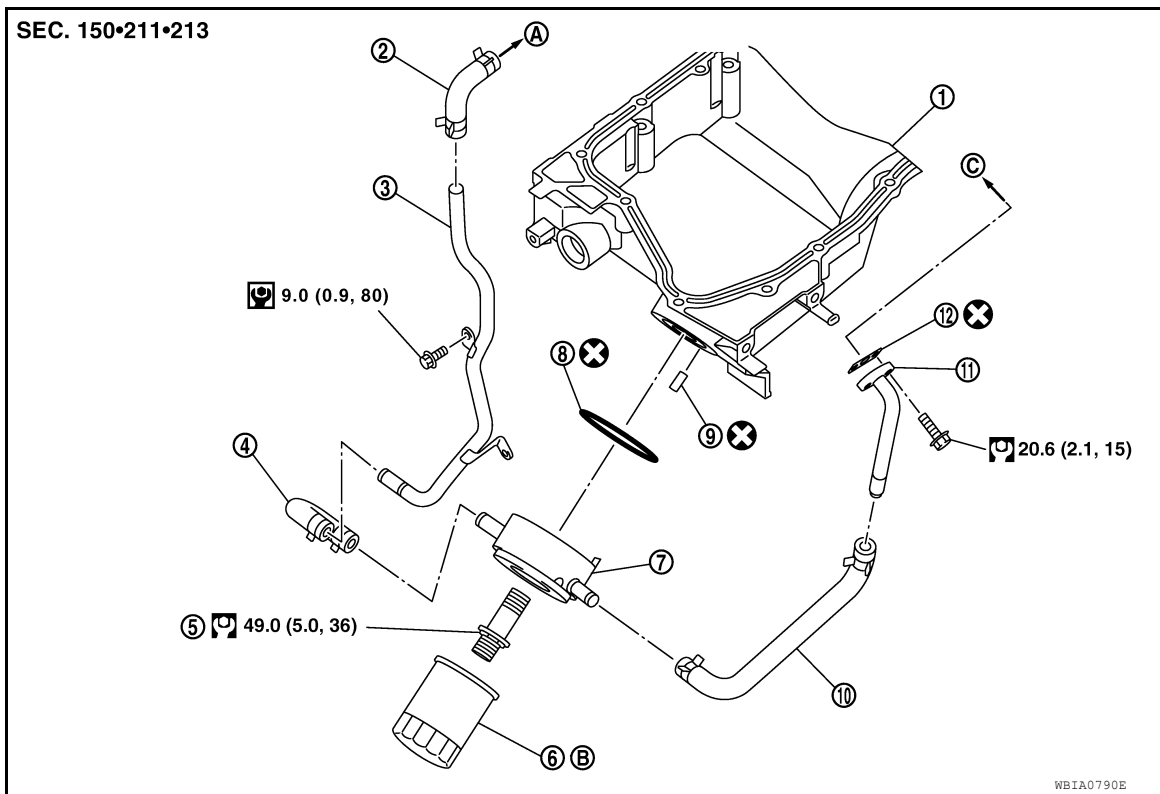 SEC. 150•211•213
② A
①
③ C
9.0 (0.9, 80)
⑫
⑧ ⑪
⑨
④ 20.6 (2.1, 15)
⑦
⑤ 49.0 (5.0, 36)
⑩
⑥ B
WBIA0790E